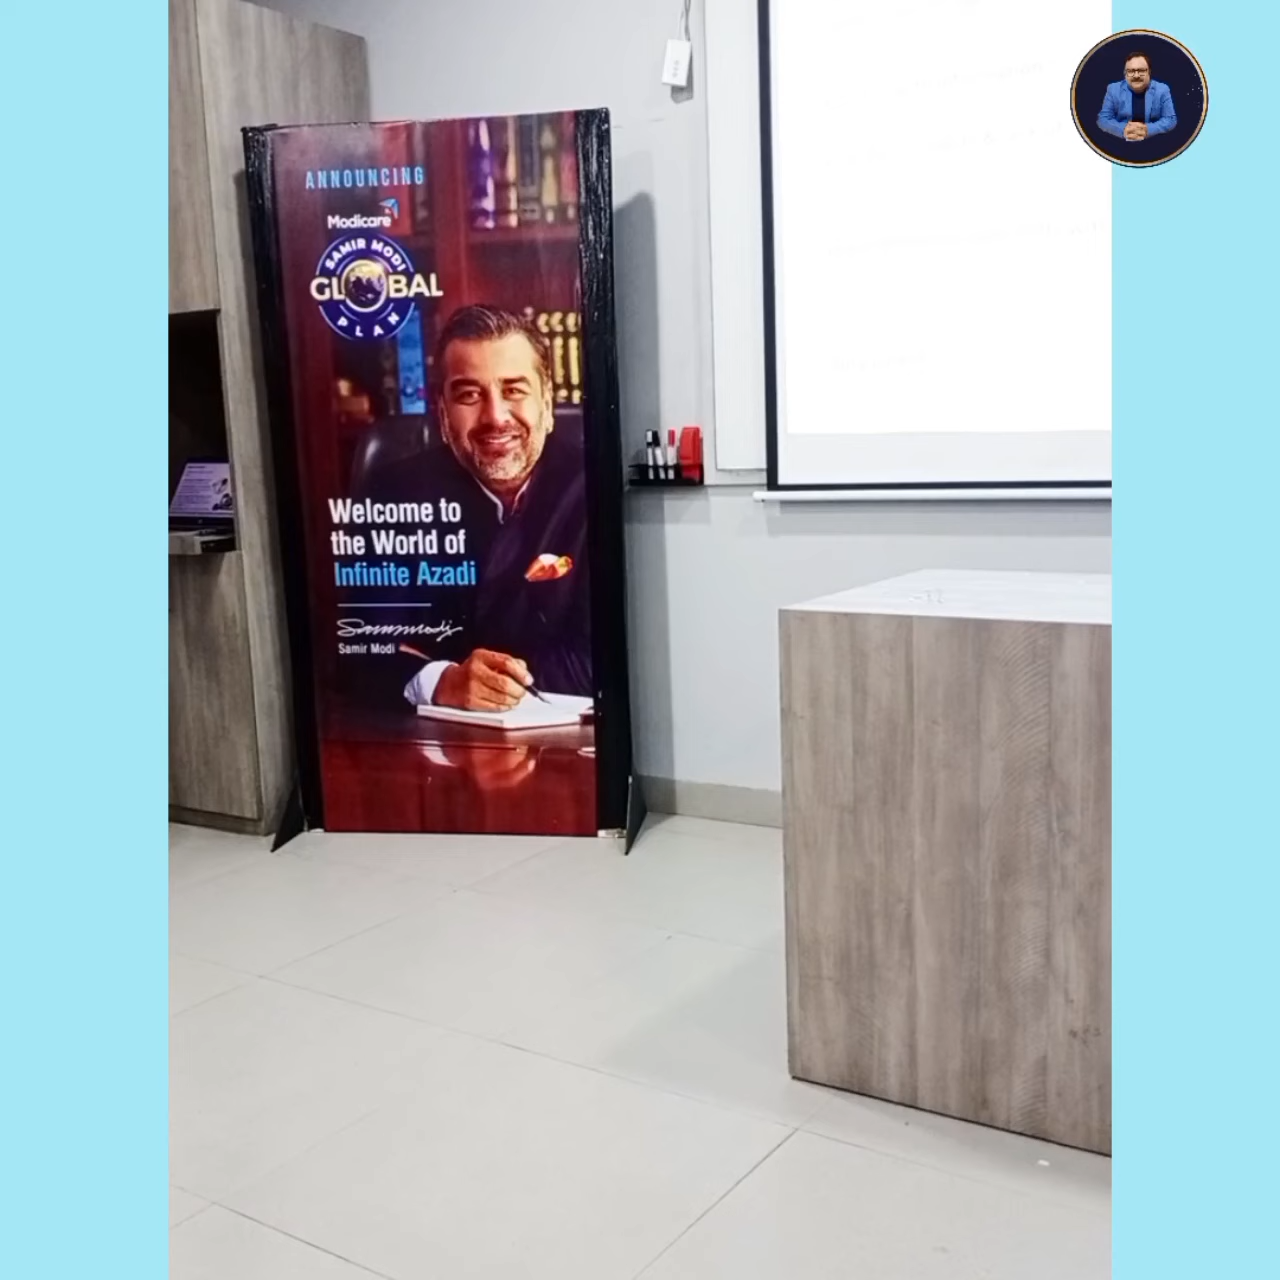 ANNOUNCING
Modicare
SAMIR MODI
GLOBAL
PLAN
Welcome to
the World of
Infinite Azadi
Samir Modi